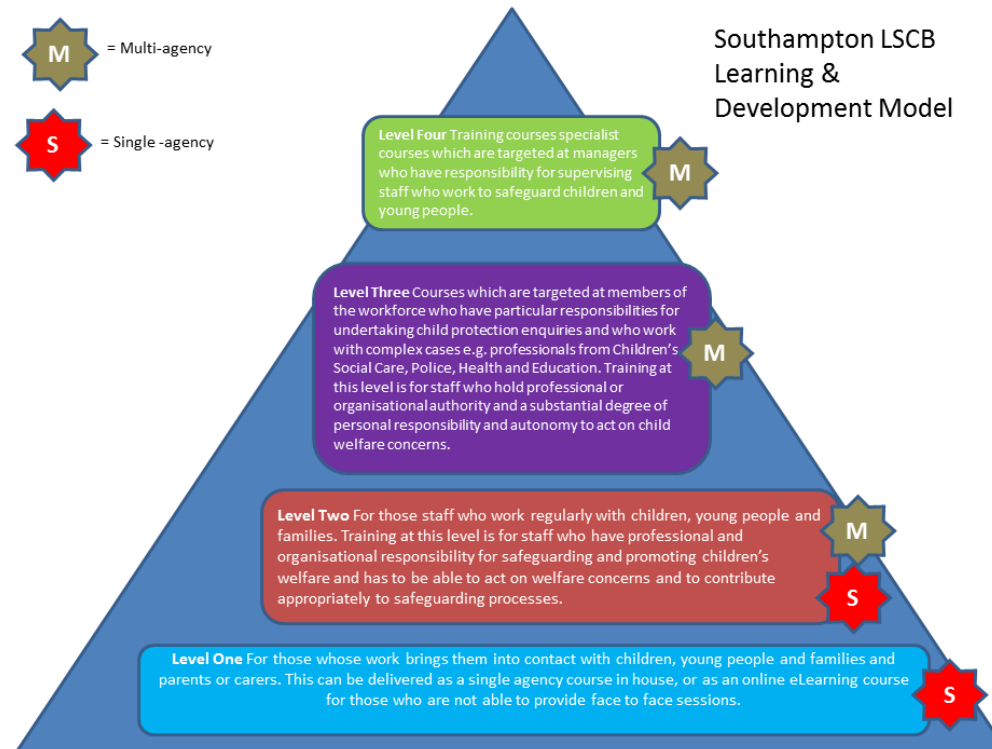 M
= Multi-agency
S
= Single -agency
Southampton LSCB
Learning &
Development Model
Level Four Training courses specialist
courses which are targeted at managers
who have responsibility for supervising
staff who work to safeguard children and
young people.
M
Level Three Courses which are targeted at members of
the workforce who have particular responsibilities for
undertaking child protection enquiries and who work
with complex cases e.g. professionals from Children’s
Social Care, Police, Health and Education. Training at
this level is for staff who hold professional or
organisational authority and a substantial degree of
personal responsibility and autonomy to act on child
welfare concerns.
M
Level Two For those staff who work regularly with children, young people and
families. Training at this level is for staff who have professional and
organisational responsibility for safeguarding and promoting children’s
welfare and has to be able to act on welfare concerns and to contribute
appropriately to safeguarding processes.
M
S
Level One For those whose work brings them into contact with children, young people and families and
parents or carers. This can be delivered as a single agency course in house, or as an online eLearning course
for those who are not able to provide face to face sessions.
S